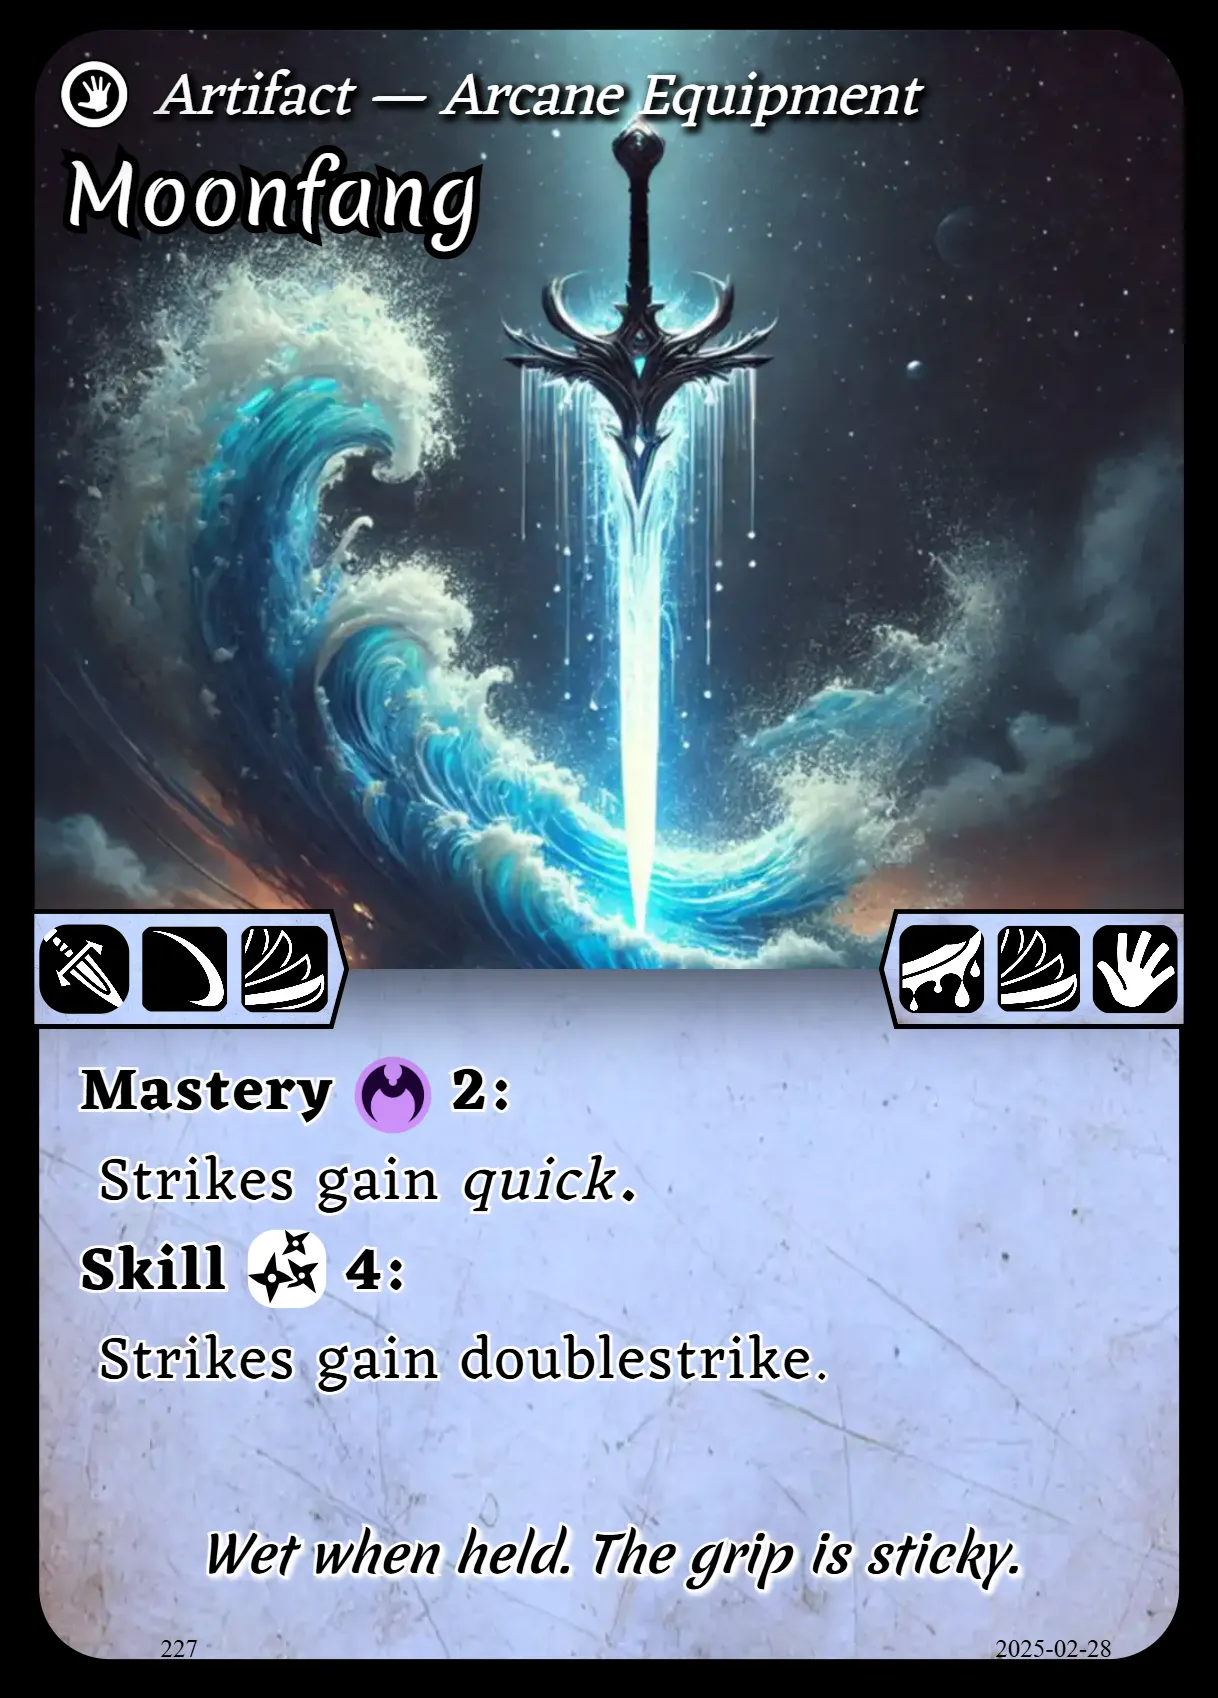 Artifact — Arcane Equipment
Moonfang
Mastery 2:
Strikes gain quick.
Skill 4:
Strikes gain doublestrike.
Wet when held. The grip is sticky.
227
2025-02-28